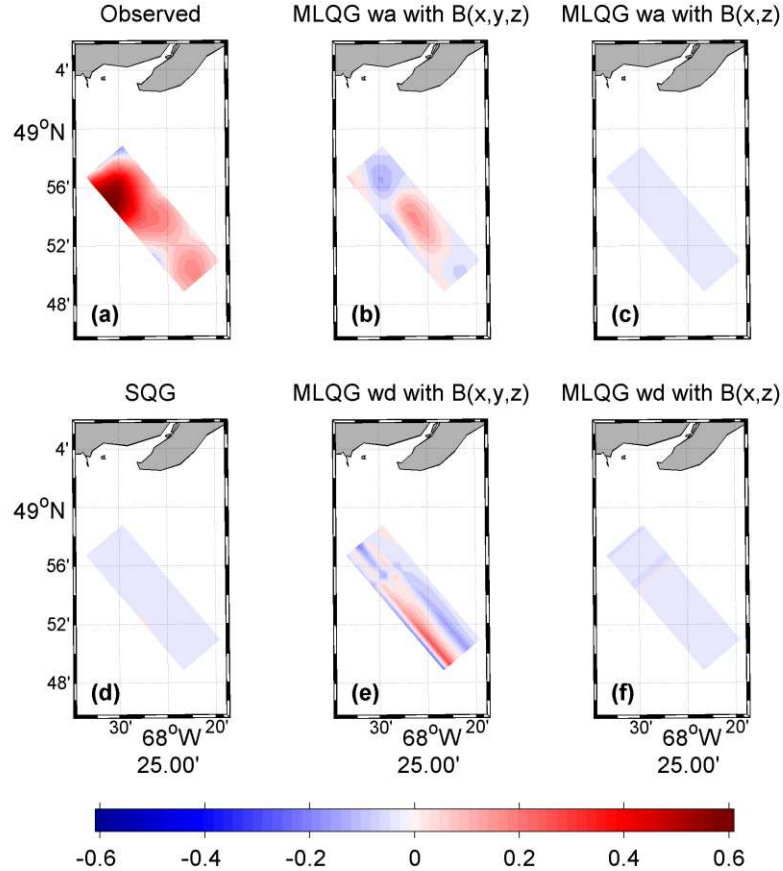 Observed
MLQG wa with B(x,y,z)
MLQG wa with B(x,z)
4'
49°N
56'
52'
48'
(a)
(b)
(c)
SQG
MLQG wd with B(x,y,z)
MLQG wd with B(x,z)
4'
49°N
56'
52'
48'
(d)
(e)
(f)
30' 20'
68°W
25.00'
30' 20'
68°W
25.00'
30' 20'
68°W
25.00'
-0.6 -0.4 -0.2 0 0.2 0.4 0.6